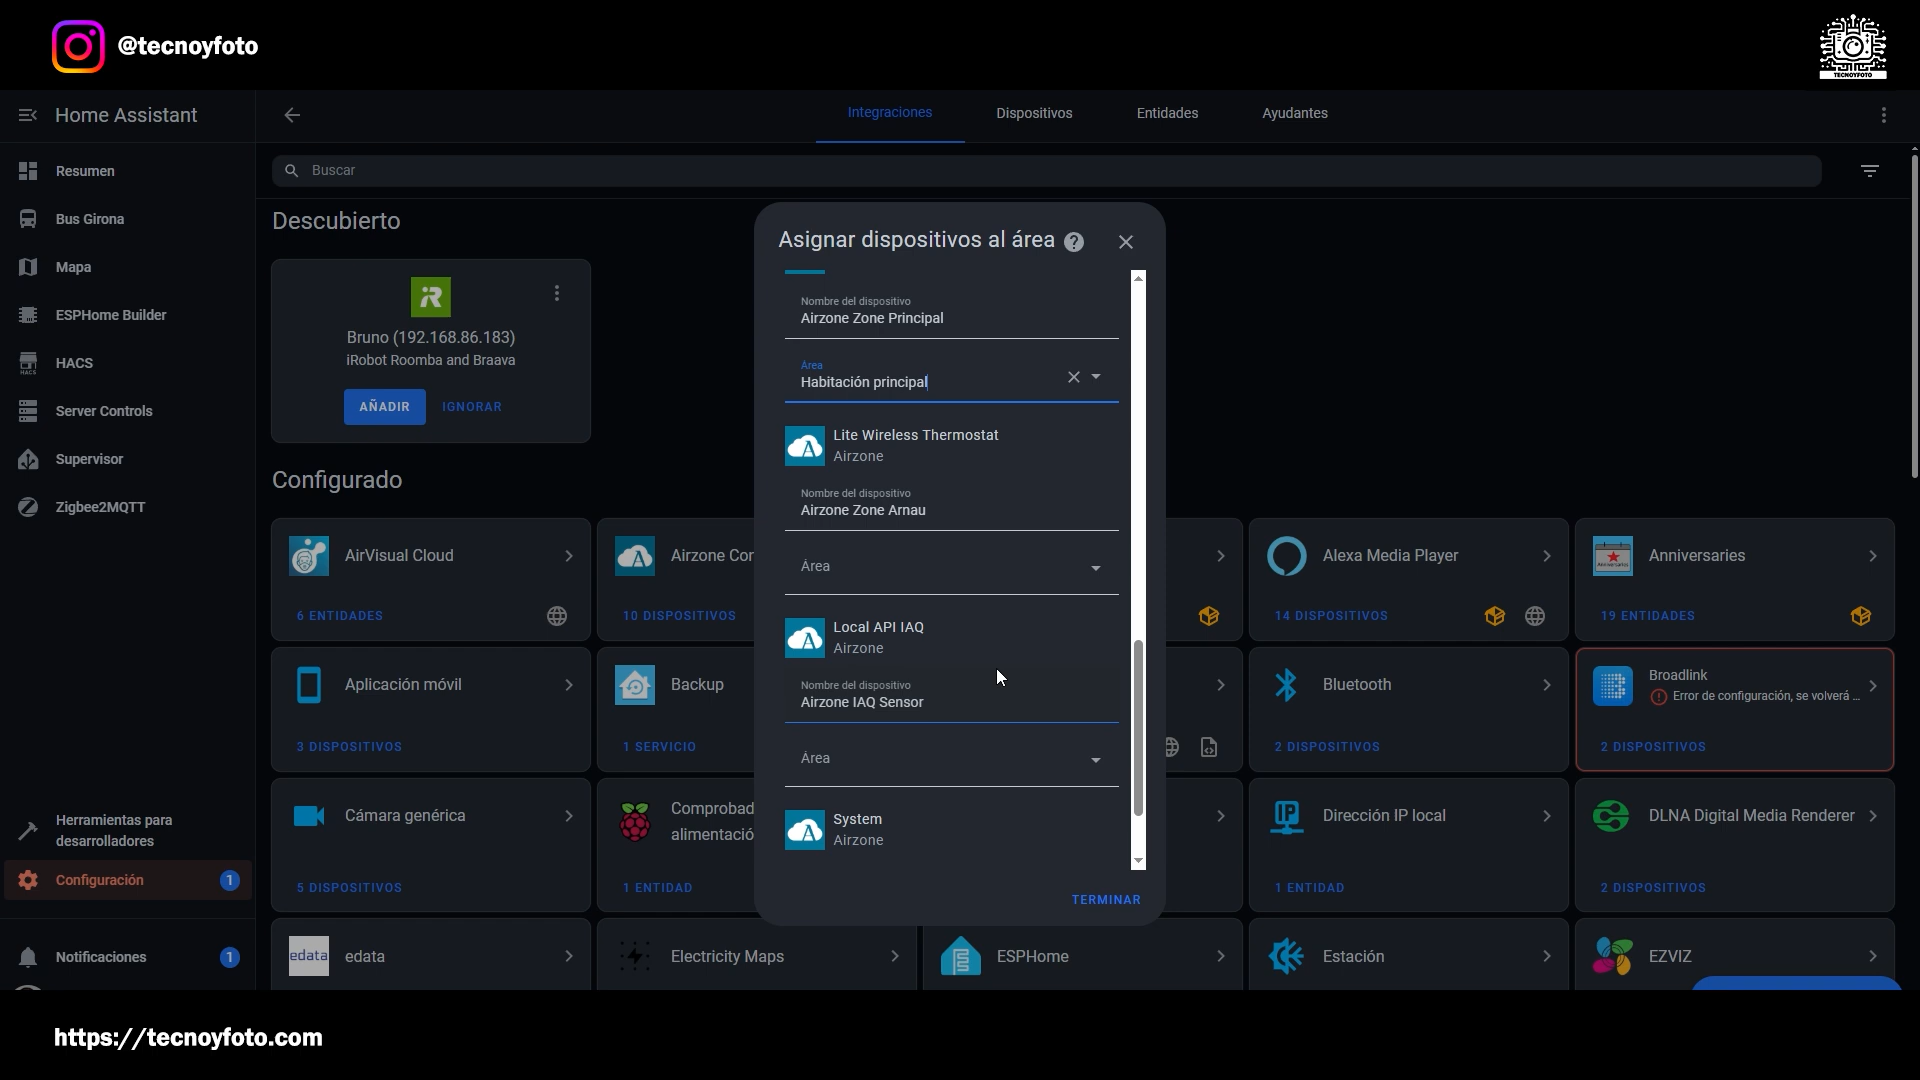 @tecnoyfoto
TECNOYFOTO
Home Assistant
Integraciones
Dispositivos
Entidades
Ayudantes
Buscar
Resumen
Bus Girona
Mapa
ESPHome Builder
HACS
HACS
Server Controls
Supervisor
Zigbee2MQTT
Herramientas para
desarrolladores
Configuración
1
Notificaciones
1
Descubierto
Bruno (192.168.86.183)
iRobot Roomba and Braava
AÑADIR
IGNORAR
Configurado
AirVisual Cloud
6 ENTIDADES
Airzone Con
10 DISPOSITIVOS
Alexa Media Player
14 DISPOSITIVOS
Anniversaries
19 ENTIDADES
Aplicación móvil
3 DISPOSITIVOS
Backup
1 SERVICIO
Bluetooth
2 DISPOSITIVOS
Broadlink
Error de configuración, se volverá ...
2 DISPOSITIVOS
Cámara genérica
5 DISPOSITIVOS
Comprobad
alimentació
1 ENTIDAD
IP
Dirección IP local
1 ENTIDAD
DLNA Digital Media Renderer
2 DISPOSITIVOS
edata
edata
Electricity Maps
ESPHome
Estación
EZVIZ
Asignar dispositivos al área
Nombre del dispositivo
Airzone Zone Principal
Área
Habitación principal
Lite Wireless Thermostat
Airzone
Nombre del dispositivo
Airzone Zone Arnau
Área
Local API IAQ
Airzone
Nombre del dispositivo
Airzone IAQ Sensor
Área
System
Airzone
TERMINAR
https://tecnoyfoto.com